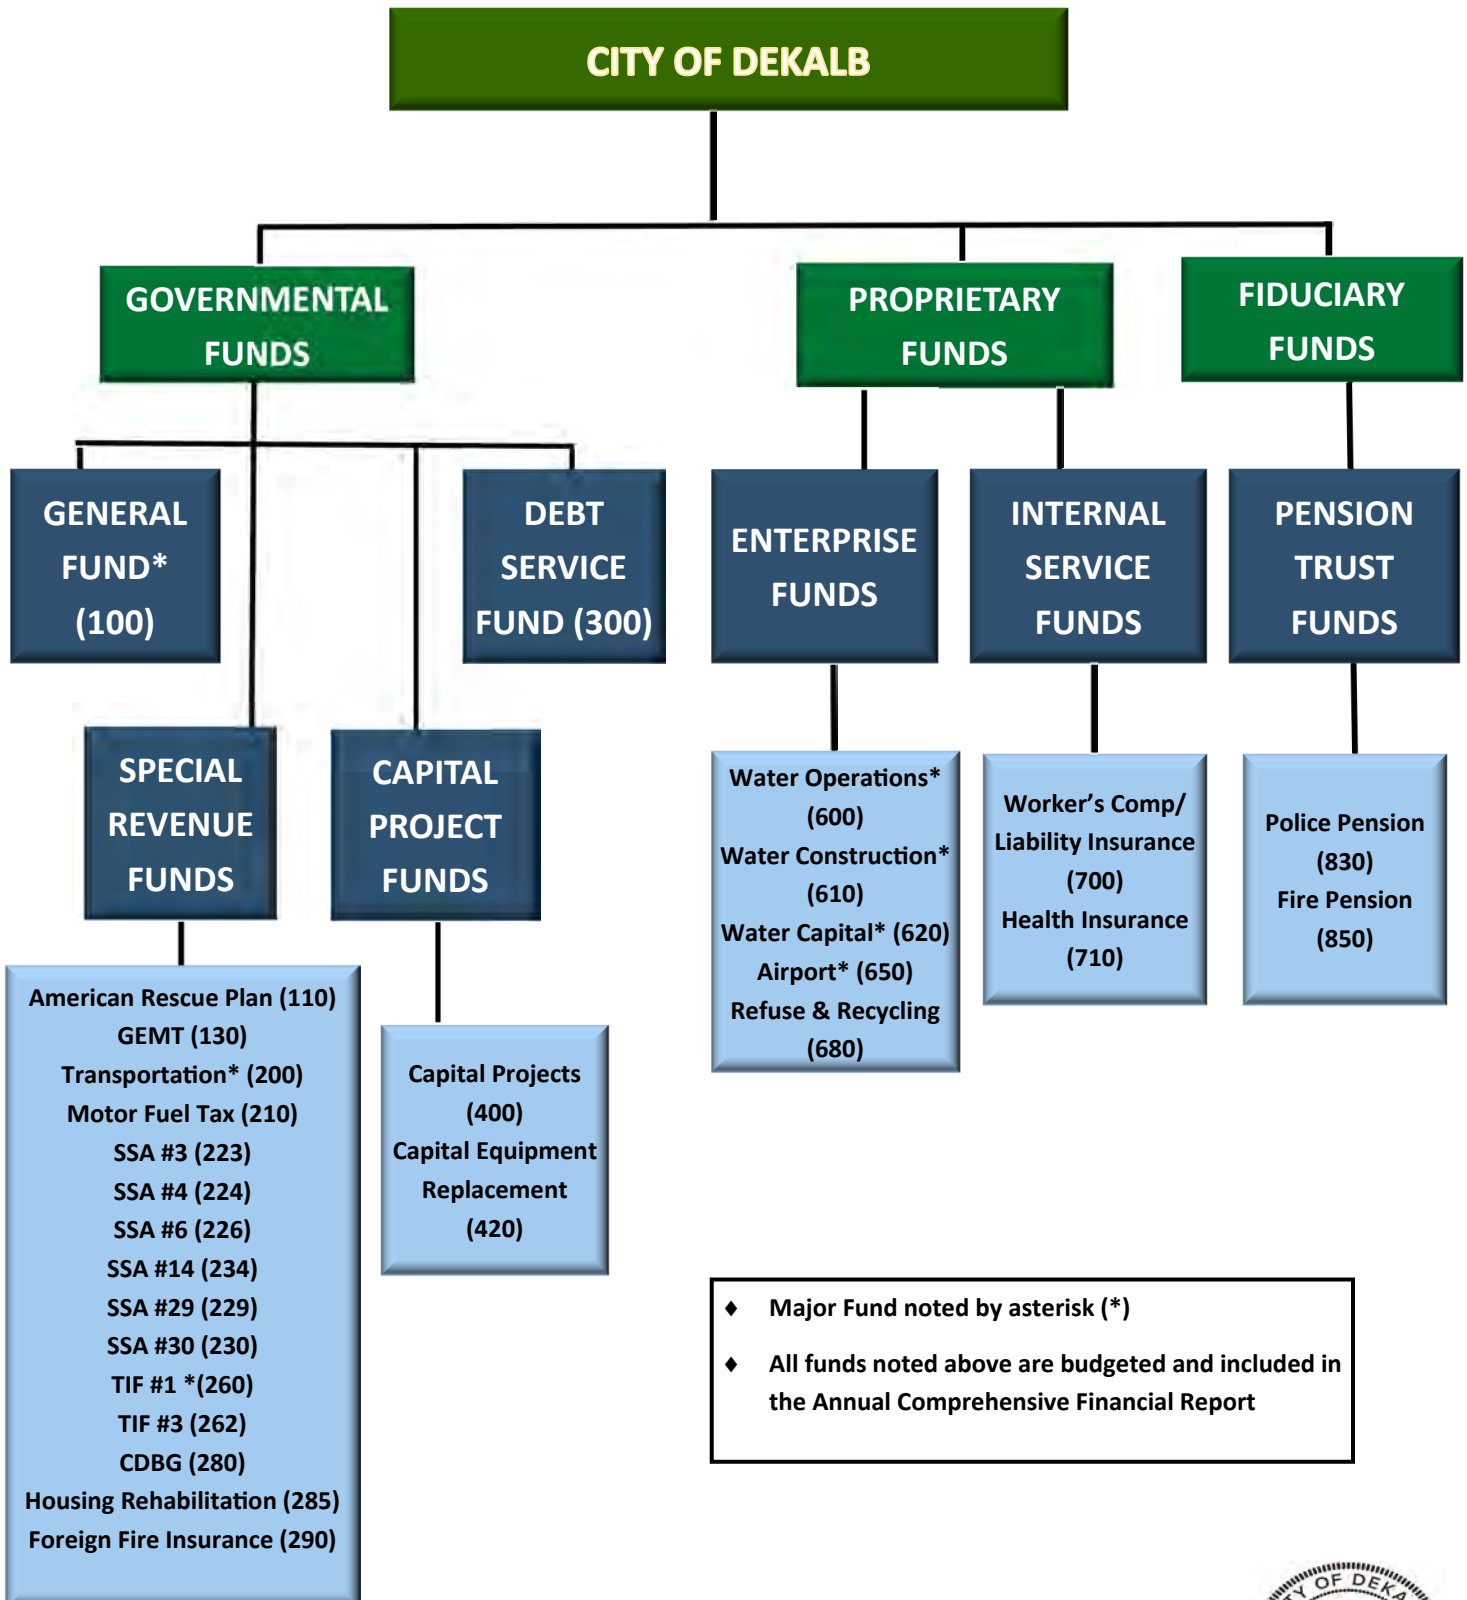 CITY OF DEKALB
GOVERNMENTAL
FUNDS
PROPRIETARY
FUNDS
FIDUCIARY
FUNDS
GENERAL
FUND*
(100)
DEBT
SERVICE
FUND (300)
ENTERPRISE
FUNDS
INTERNAL
SERVICE
FUNDS
PENSION
TRUST
FUNDS
SPECIAL
REVENUE
FUNDS
CAPITAL
PROJECT
FUNDS
Water Operations*
(600)
Water Construction*
(610)
Water Capital* (620)
Airport* (650)
Refuse & Recycling
(680)
Worker’s Comp/
Liability Insurance
(700)
Health Insurance
(710)
Police Pension
(830)
Fire Pension
(850)
American Rescue Plan (110)
GEMT (130)
Transportation* (200)
Motor Fuel Tax (210)
SSA #3 (223)
SSA #4 (224)
SSA #6 (226)
SSA #14 (234)
SSA #29 (229)
SSA #30 (230)
TIF #1 *(260)
TIF #3 (262)
CDBG (280)
Housing Rehabilitation (285)
Foreign Fire Insurance (290)
Capital Projects
(400)
Capital Equipment
Replacement
(420)
♦ Major Fund noted by asterisk (*)
♦ All funds noted above are budgeted and included in
the Annual Comprehensive Financial Report
OF